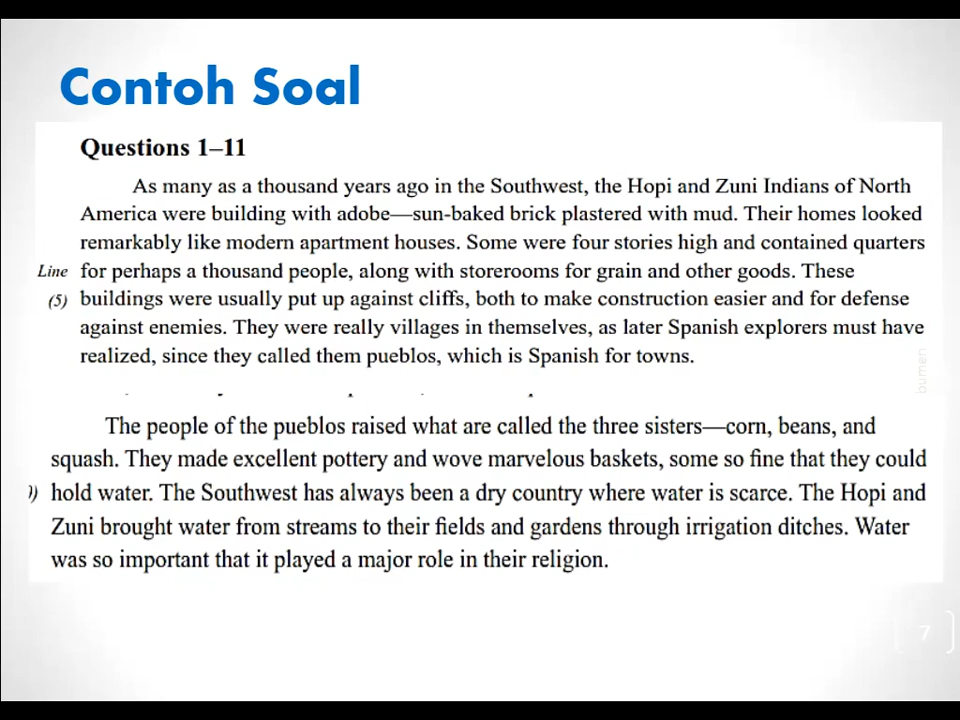 Contoh Soal
Questions 1–11
As many as a thousand years ago in the Southwest, the Hopi and Zuni Indians of North
America were building with adobe—sun-baked brick plastered with mud. Their homes looked
remarkably like modern apartment houses. Some were four stories high and contained quarters
Line for perhaps a thousand people, along with storerooms for grain and other goods. These
(5) buildings were usually put up against cliffs, both to make construction easier and for defense
against enemies. They were really villages in themselves, as later Spanish explorers must have
realized, since they called them pueblos, which is Spanish for towns.
The people of the pueblos raised what are called the three sisters—corn, beans, and
squash. They made excellent pottery and wove marvelous baskets, some so fine that they could
) hold water. The Southwest has always been a dry country where water is scarce. The Hopi and
Zuni brought water from streams to their fields and gardens through irrigation ditches. Water
was so important that it played a major role in their religion.
bumen
7